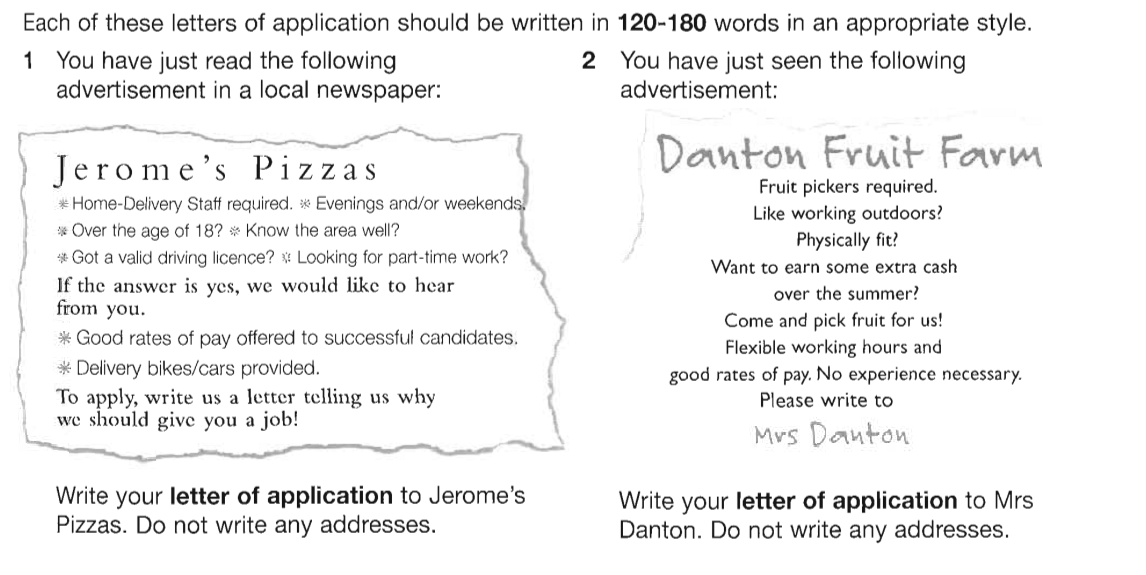 Each of these letters of application should be written in 120-180 words in an appropriate style.
1 You have just read the following
advertisement in a local newspaper:
Jerome's Pizzas
* Home-Delivery Staff required. * Evenings and/or weekends.
* Over the age of 18? * Know the area well?
* Got a valid driving licence? * Looking for part-time work?
If the answer is yes, we would like to hear
from you.
* Good rates of pay offered to successful candidates.
* Delivery bikes/cars provided.
To apply, write us a letter telling us why
we should give you a job!
Write your letter of application to Jerome's
Pizzas. Do not write any addresses.
2 You have just seen the following
advertisement:
Danton Fruit Farm
Fruit pickers required.
Like working outdoors?
Physically fit?
Want to earn some extra cash
over the summer?
Come and pick fruit for us!
Flexible working hours and
good rates of pay. No experience necessary.
Please write to
Mrs Danton
Write your letter of application to Mrs
Danton. Do not write any addresses.